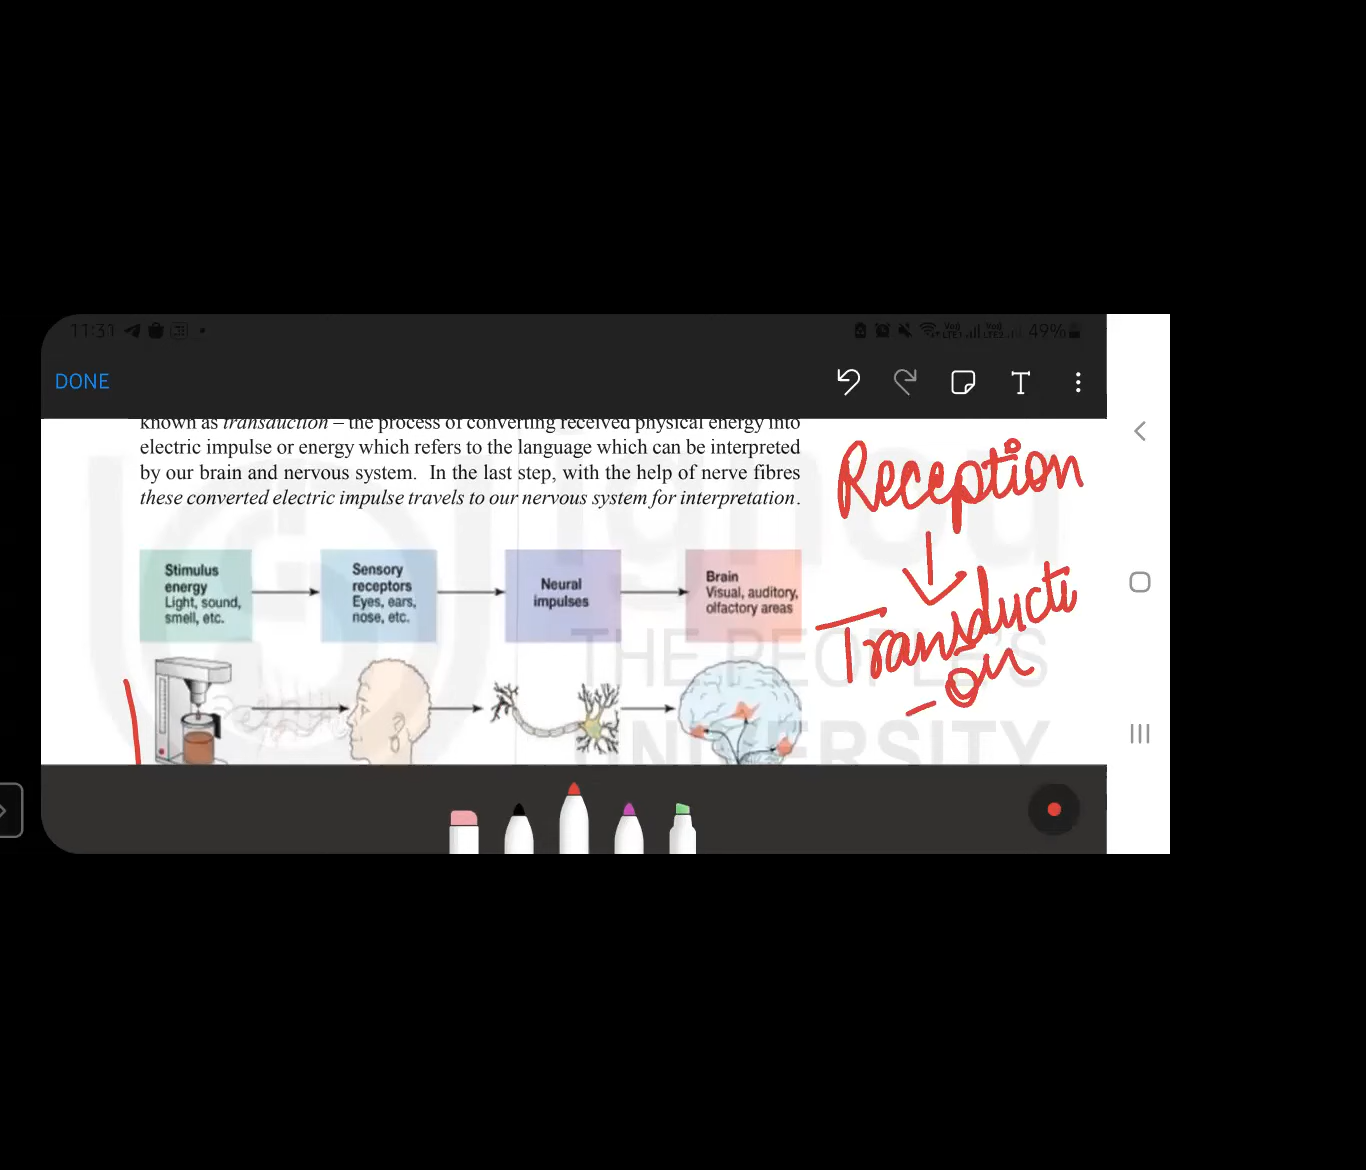 11:31
49%
DONE
T
known as transduction – the process of converting received physical energy into
electric impulse or energy which refers to the language which can be interpreted
by our brain and nervous system. In the last step, with the help of nerve fibres
these converted electric impulse travels to our nervous system for interpretation.
Reception
Transducti
-on
Stimulus
energy
Light, sound,
smell, etc.
Sensory
receptors
Eyes, ears,
nose, etc.
Neural
impulses
Brain
Visual, auditory,
olfactory areas
ignou
THE PEOPLE'S
UNIVERSITY